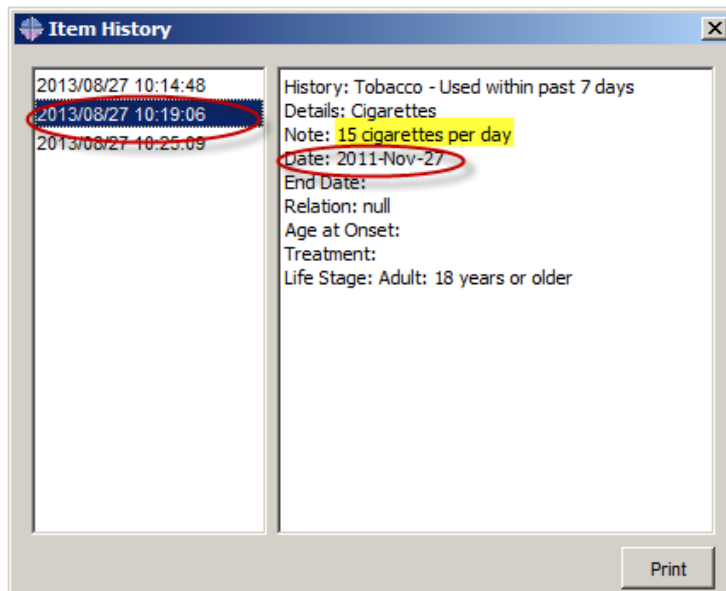 Item History
2013/08/27 10:14:48
2013/08/27 10:19:06
2013/08/27 10:25:09
History: Tobacco - Used within past 7 days
Details: Cigarettes
Note: 15 cigarettes per day
Date: 2011-Nov-27
End Date:
Relation: null
Age at Onset:
Treatment:
Life Stage: Adult: 18 years or older
Print